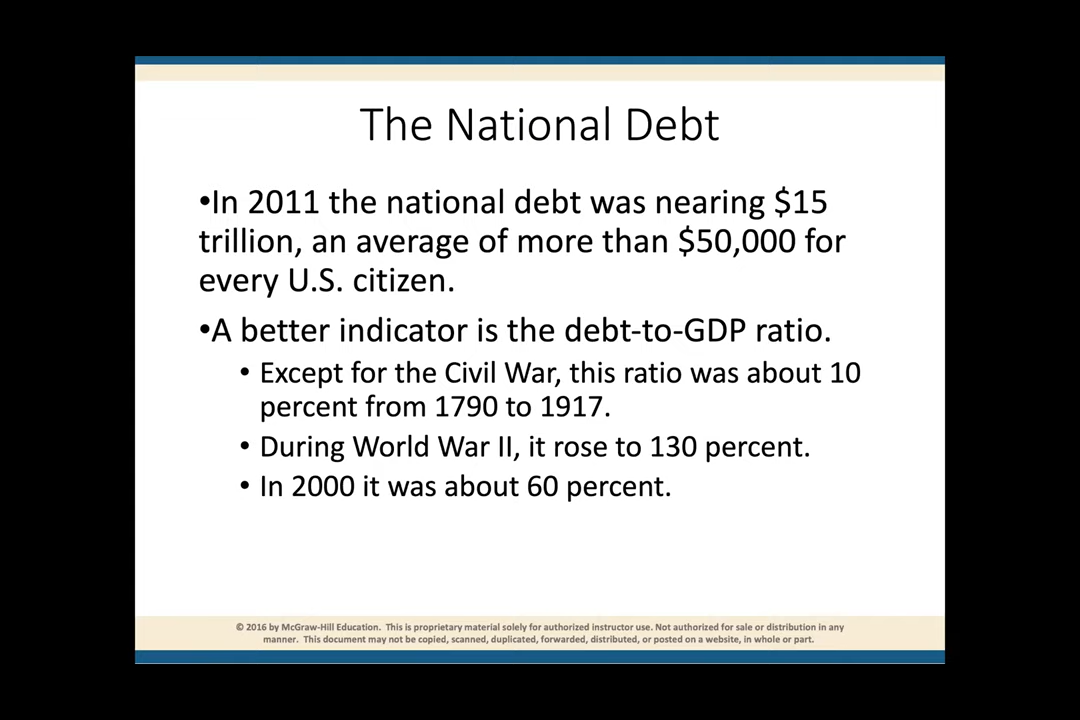 The National Debt
•In 2011 the national debt was nearing $15
trillion, an average of more than $50,000 for
every U.S. citizen.
•A better indicator is the debt-to-GDP ratio.
• Except for the Civil War, this ratio was about 10
percent from 1790 to 1917.
• During World War II, it rose to 130 percent.
• In 2000 it was about 60 percent.
© 2016 by McGraw-Hill Education. This is proprietary material solely for authorized instructor use. Not authorized for sale or distribution in any
manner. This document may not be copied, scanned, duplicated, forwarded, distributed, or posted on a website, in whole or part.